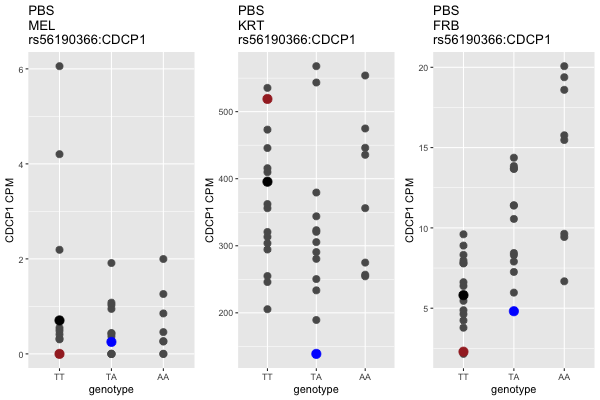 PBS
MEL
rs56190366:CDCP1
6
4
2
0
CDCP1 CPM
TT
TA
AA
genotype
PBS
KRT
rs56190366:CDCP1
500
400
300
200
CDCP1 CPM
TT
TA
AA
genotype
PBS
FRB
rs56190366:CDCP1
20
15
10
5
CDCP1 CPM
TT
TA
AA
genotype